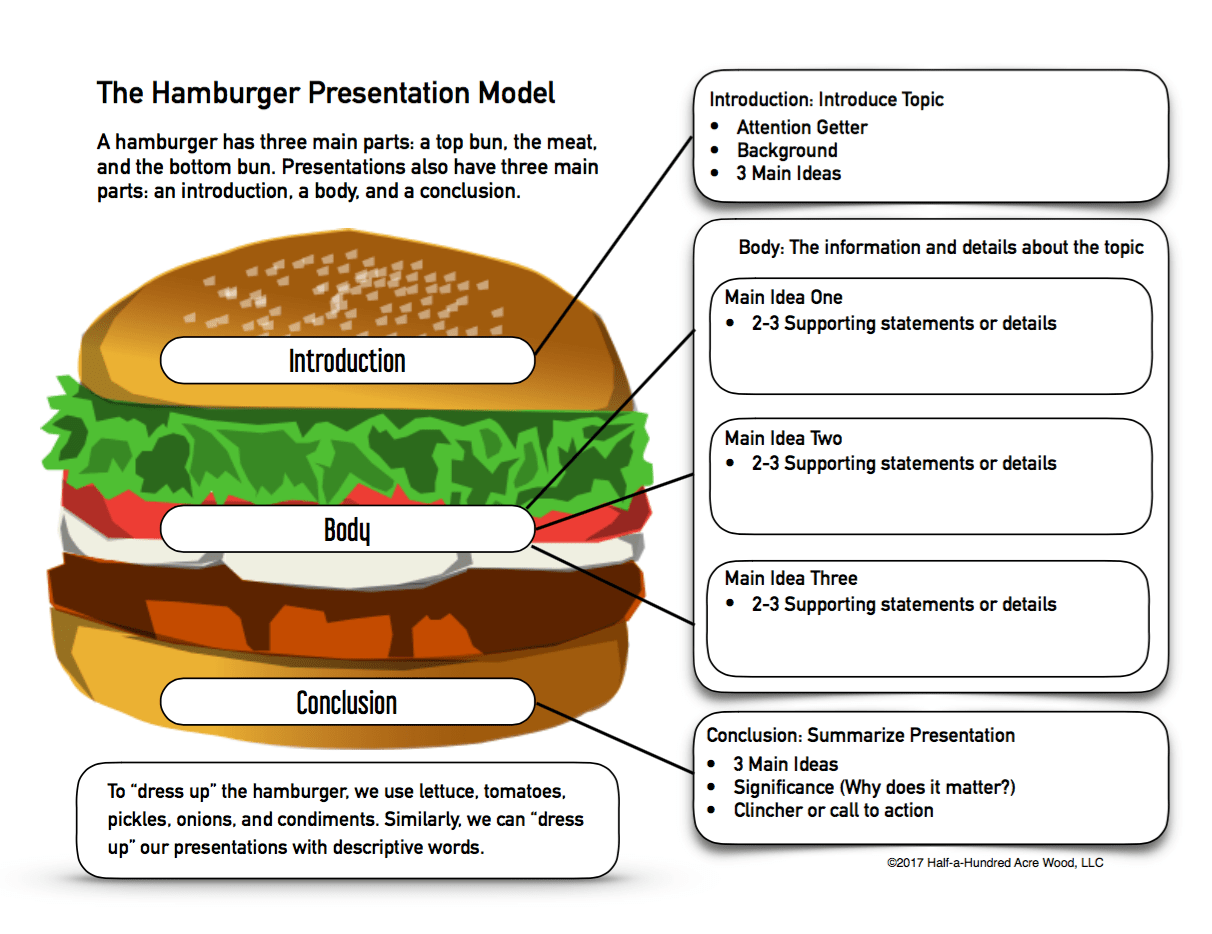 The Hamburger Presentation Model
A hamburger has three main parts: a top bun, the meat,
and the bottom bun. Presentations also have three main
parts: an introduction, a body, and a conclusion.
Introduction
Body
Conclusion
To “dress up” the hamburger, we use lettuce, tomatoes,
pickles, onions, and condiments. Similarly, we can “dress
up” our presentations with descriptive words.
Introduction: Introduce Topic
• Attention Getter
• Background
• 3 Main Ideas
Body: The information and details about the topic
Main Idea One
• 2-3 Supporting statements or details
Main Idea Two
• 2-3 Supporting statements or details
Main Idea Three
• 2-3 Supporting statements or details
Conclusion: Summarize Presentation
• 3 Main Ideas
• Significance (Why does it matter?)
• Clincher or call to action
©2017 Half-a-Hundred Acre Wood, LLC